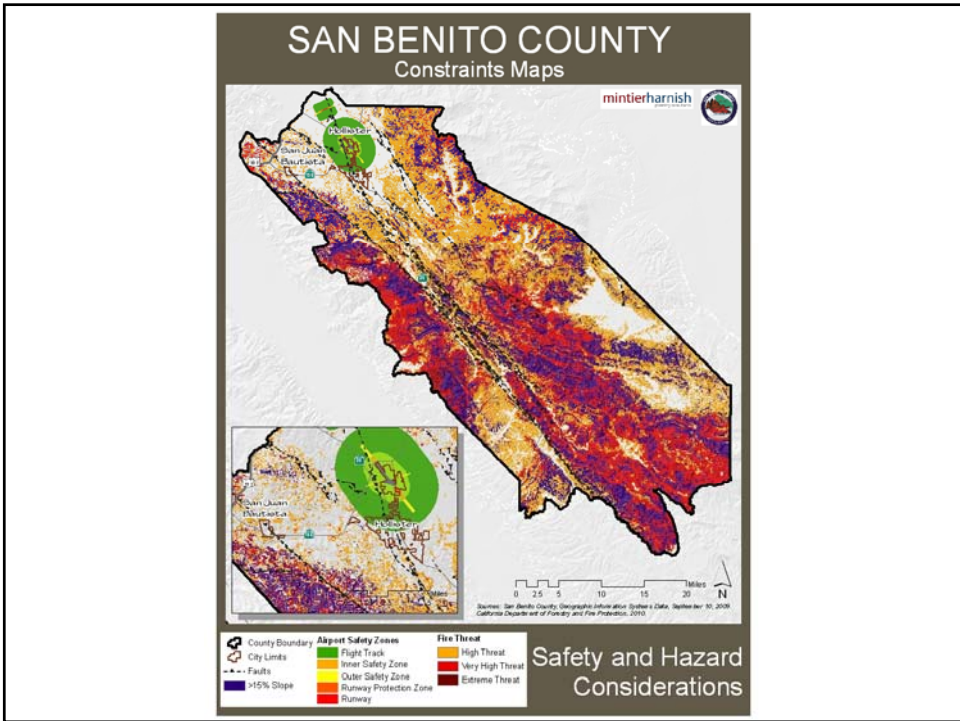 SAN BENITO COUNTY
Constraints Maps
mintierharnish
Hollister
San Juan
Bautista
San Juan
Bautista
Hollister
Miles
Miles
0 2.5 5 10 15 20
N
Sources: San Benito County, Geographic Information Systems Data, September 10, 2009
California Department of Forestry and Fire Protection, 2010.
County Boundary
City Limits
Faults
>15% Slope
Airport Safety Zones
Flight Track
Inner Safety Zone
Outer Safety Zone
Runway Protection Zone
Runway
Fire Threat
High Threat
Very High Threat
Extreme Threat
Safety and Hazard
Considerations